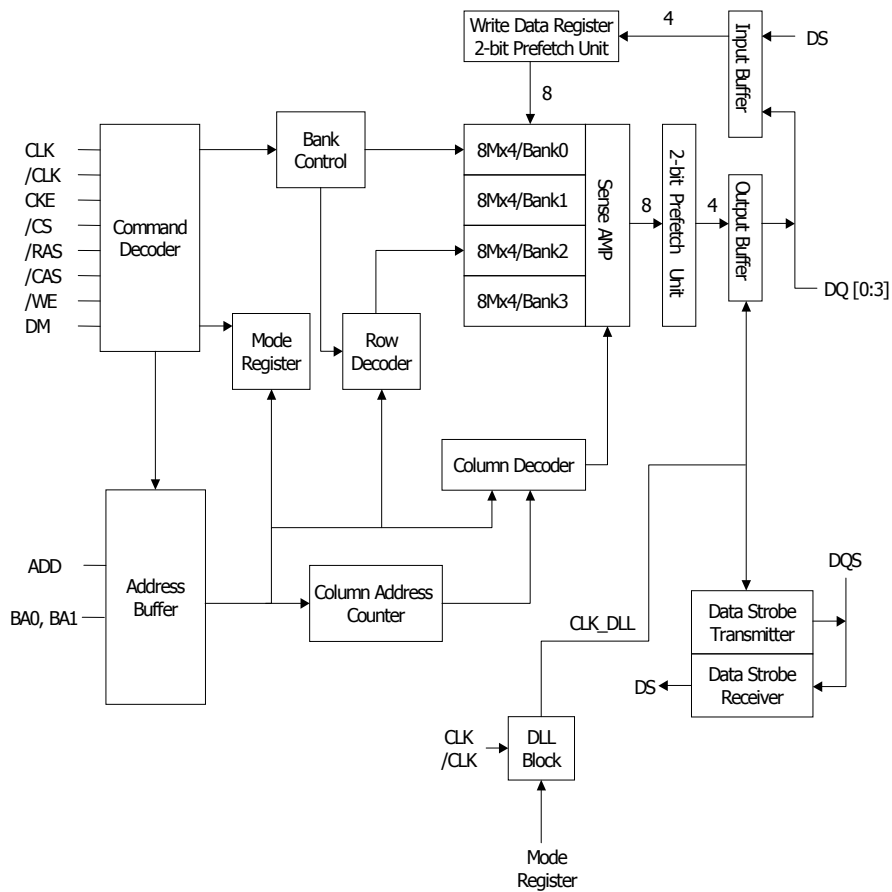 Write Data Register
2-bit Prefetch Unit
4
Input Buffer
DS
8
Bank
Control
8Mx4/Bank0
8Mx4/Bank1
8Mx4/Bank2
8Mx4/Bank3
Sense AMP
8
2-bit Prefetch Unit
4
Output Buffer
DQ [0:3]
CLK
/CLK
CKE
/CS
/RAS
/CAS
/WE
DM
Command
Decoder
Mode
Register
Row
Decoder
Column Decoder
ADD
BA0, BA1
Address
Buffer
Column Address
Counter
CLK_DLL
DQS
Data Strobe
Transmitter
Data Strobe
Receiver
DS
CLK
/CLK
DLL
Block
Mode
Register